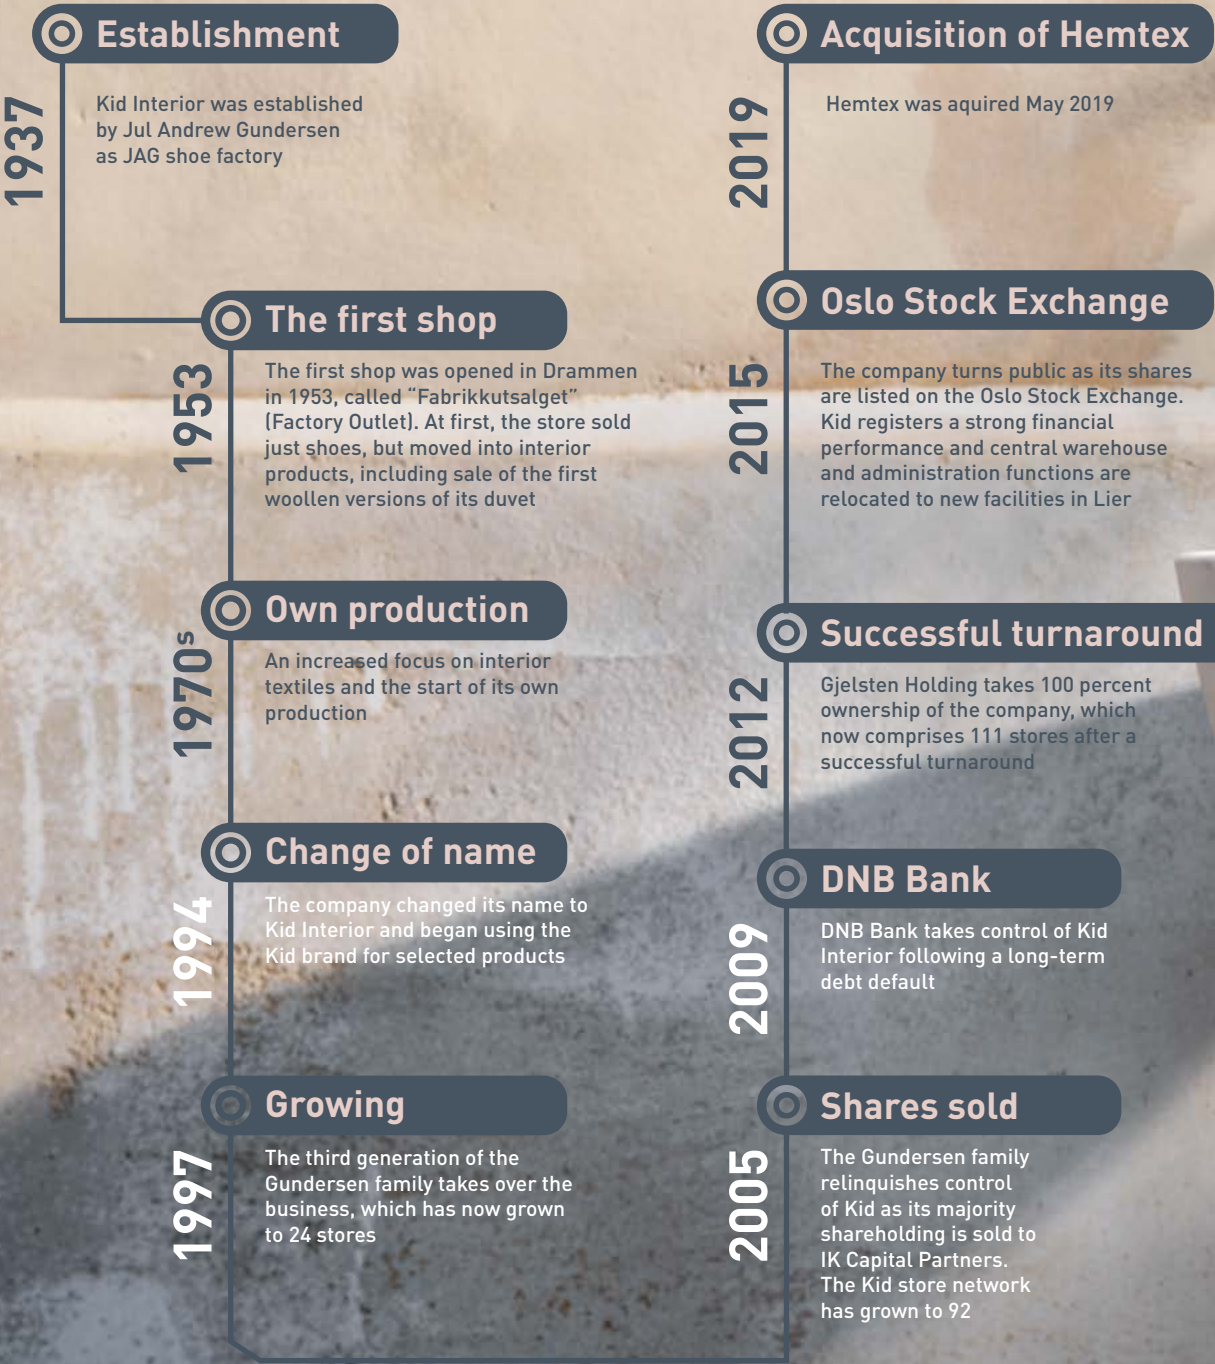 Establishment
1937
Kid Interior was established
by Jul Andrew Gundersen
as JAG shoe factory
The first shop
1953
The first shop was opened in Drammen
in 1953, called “Fabrikkutsalget”
(Factory Outlet). At first, the store sold
just shoes, but moved into interior
products, including sale of the first
woollen versions of its duvet
Own production
1970s
An increased focus on interior
textiles and the start of its own
production
Change of name
1994
The company changed its name to
Kid Interior and began using the
Kid brand for selected products
Growing
1997
The third generation of the
Gundersen family takes over the
business, which has now grown
to 24 stores
Shares sold
2005
The Gundersen family
relinquishes control
of Kid as its majority
shareholding is sold to
IK Capital Partners.
The Kid store network
has grown to 92
DNB Bank
2009
DNB Bank takes control of Kid
Interior following a long-term
debt default
Successful turnaround
2012
Gjelsten Holding takes 100 percent
ownership of the company, which
now comprises 111 stores after a
successful turnaround
Oslo Stock Exchange
2015
The company turns public as its shares
are listed on the Oslo Stock Exchange.
Kid registers a strong financial
performance and central warehouse
and administration functions are
relocated to new facilities in Lier
Acquisition of Hemtex
2019
Hemtex was aquired May 2019